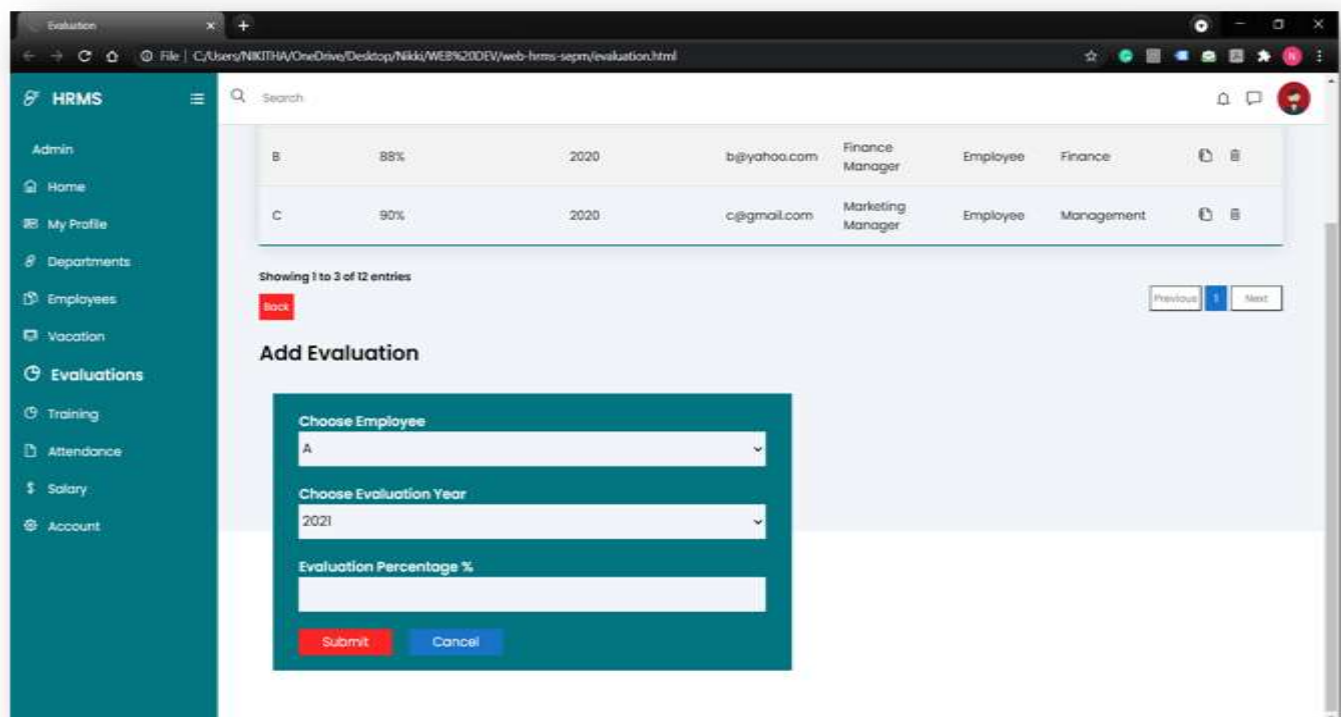 Evaluation
File | C:/Users/NIKITHA/OneDrive/Desktop/Nikki/WEB%20DEV/web-hrms-sepm/evaluation.html
HRMS
Search
Admin
Home
My Profile
Departments
Employees
Vacation
Evaluations
Training
Attendance
$ Salary
Account
B 88% 2020 b@yahoo.com Finance Manager Employee Finance
C 90% 2020 c@gmail.com Marketing Manager Employee Management
Showing 1 to 3 of 12 entries
Back
Previous 1 Next
Add Evaluation
Choose Employee
A
Choose Evaluation Year
2021
Evaluation Percentage %
Submit Cancel